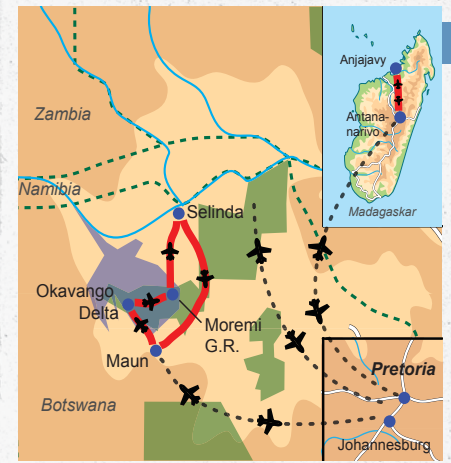 Anjajavy
Antana-
narivo
Madagaskar
Zambia
Namibia
Selinda
Okavango
Delta
Moremi
G.R.
Maun
Botswana
Pretoria
Johannesburg